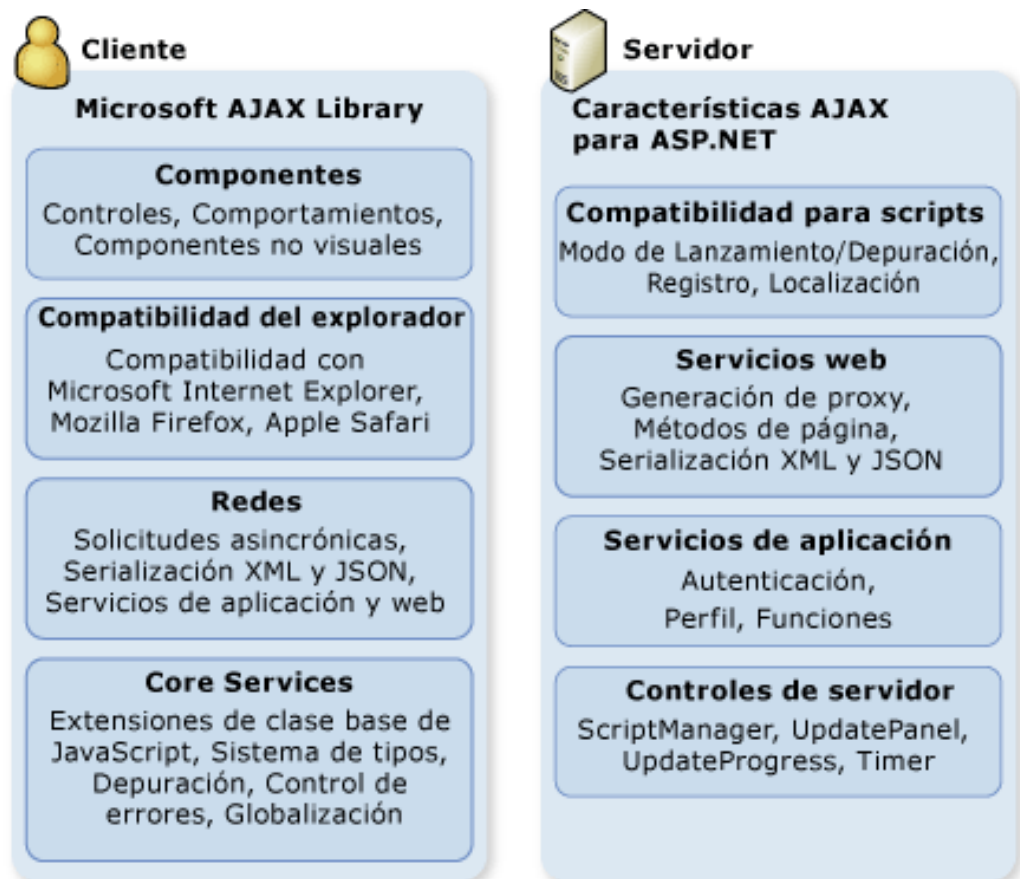 Cliente
Microsoft AJAX Library
Componentes
Controles, Comportamientos,
Componentes no visuales
Compatibilidad del explorador
Compatibilidad con
Microsoft Internet Explorer,
Mozilla Firefox, Apple Safari
Redes
Solicitudes asincrónicas,
Serialización XML y JSON,
Servicios de aplicación y web
Core Services
Extensiones de clase base de
JavaScript, Sistema de tipos,
Depuración, Control de
errores, Globalización
Servidor
Características AJAX
para ASP.NET
Compatibilidad para scripts
Modo de Lanzamiento/Depuración,
Registro, Localización
Servicios web
Generación de proxy,
Métodos de página,
Serialización XML y JSON
Servicios de aplicación
Autenticación,
Perfil, Funciones
Controles de servidor
ScriptManager, UpdatePanel,
UpdateProgress, Timer